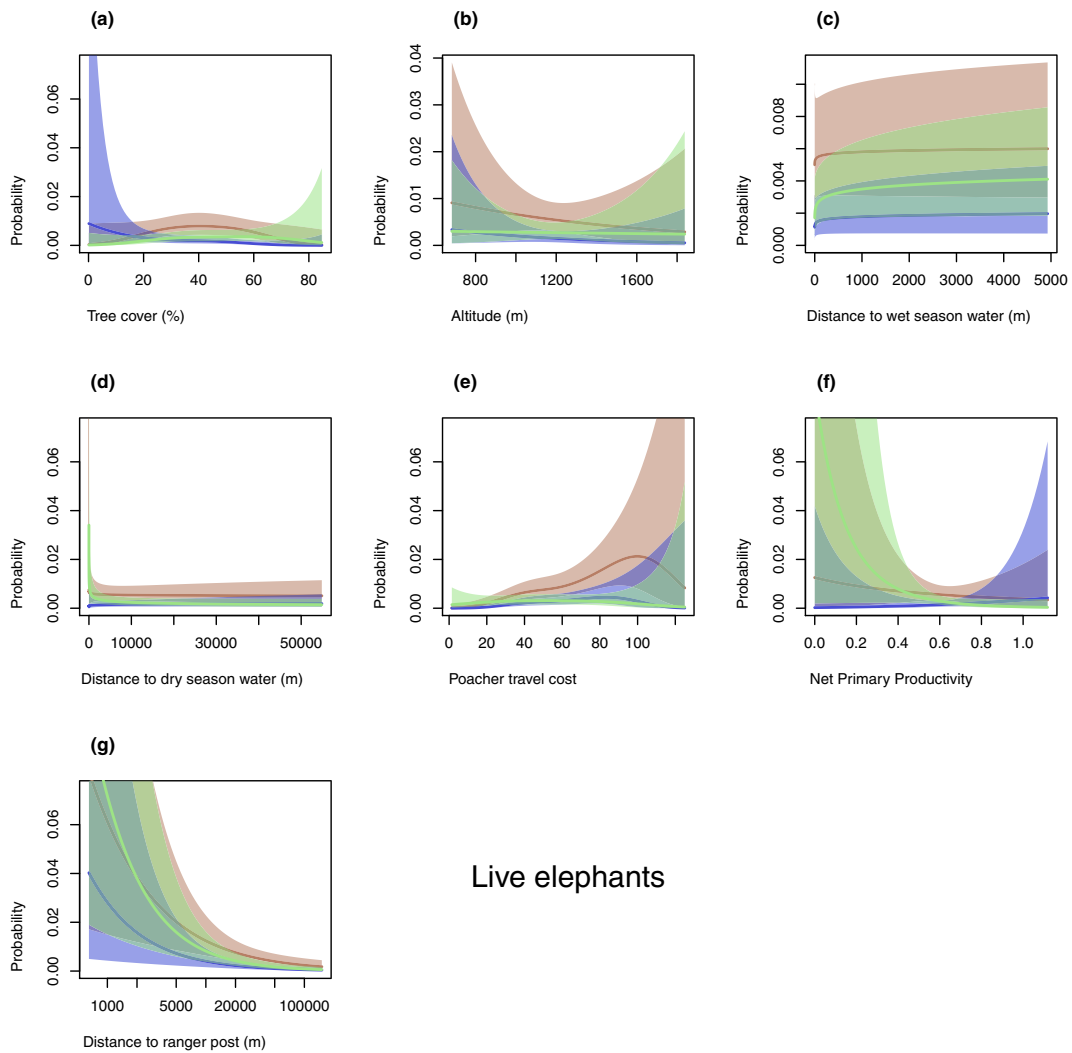 (a)
(b)
(c)
Probability
0.00 0.02 0.04 0.06
0 20 40 60 80
Tree cover (%)
Probability
0.00 0.01 0.02 0.03 0.04
800 1200 1600
Altitude (m)
Probability
0.000 0.004 0.008
0 1000 2000 3000 4000 5000
Distance to wet season water (m)
(d)
(e)
(f)
Probability
0.00 0.02 0.04 0.06
0 10000 30000 50000
Distance to dry season water (m)
Probability
0.00 0.02 0.04 0.06
0 20 40 60 80 100
Poacher travel cost
Probability
0.00 0.02 0.04 0.06
0.0 0.2 0.4 0.6 0.8 1.0
Net Primary Productivity
(g)
Probability
0.00 0.02 0.04 0.06
1000 5000 20000 100000
Distance to ranger post (m)
Live elephants